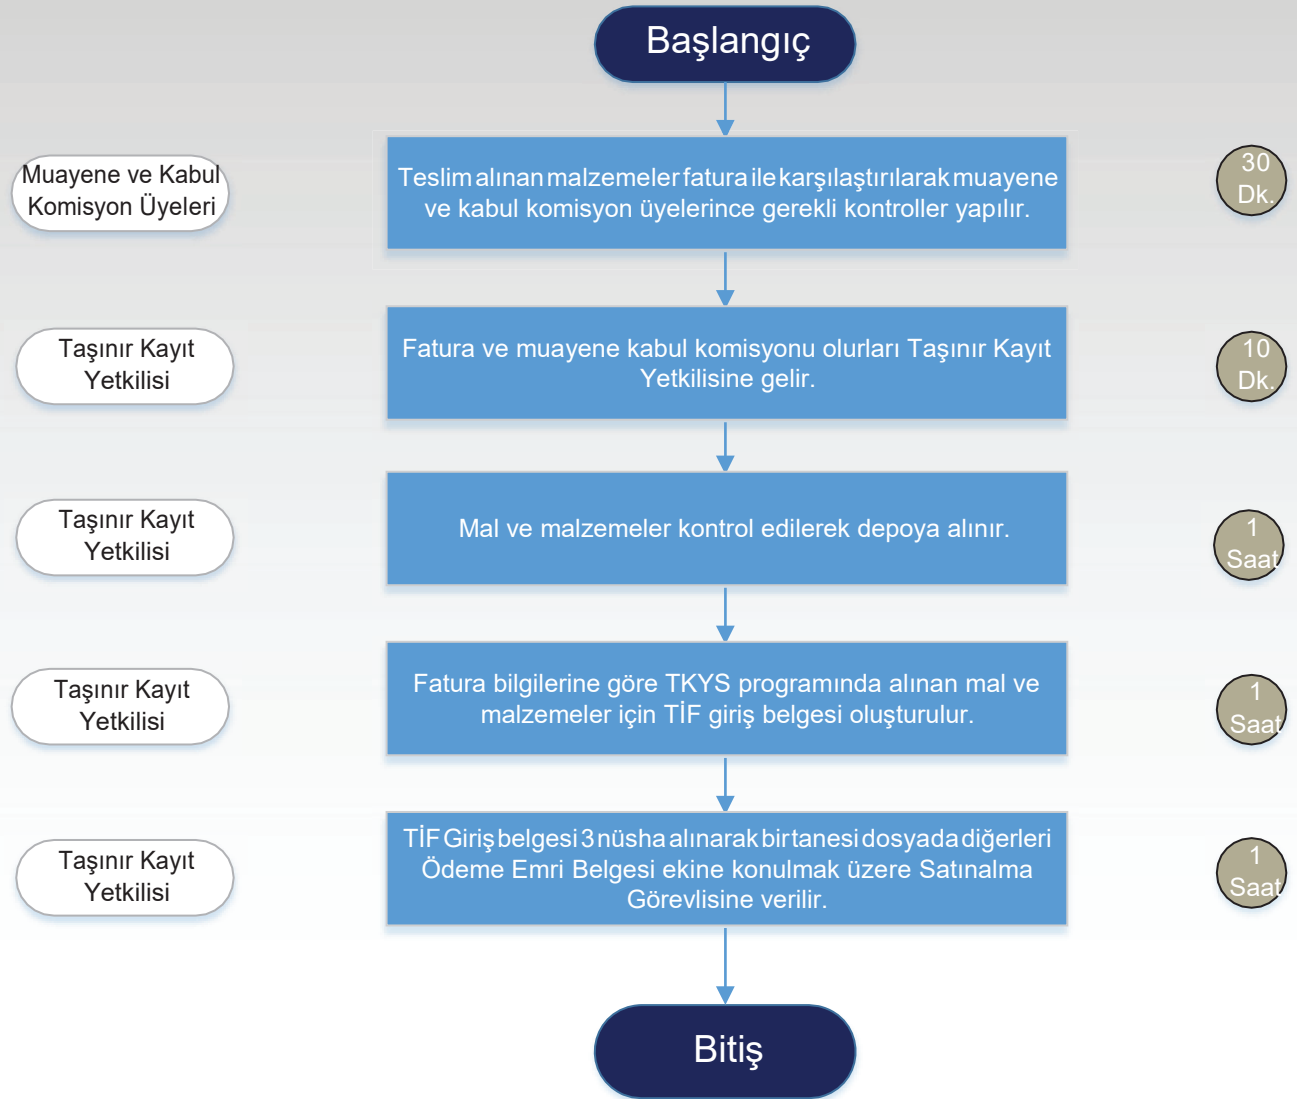 Başlangıç
Muayene ve Kabul
Komisyon Üyeleri
Teslim alınan malzemeler fatura ile karşılaştırılarak muayene
ve kabul komisyon üyelerince gerekli kontroller yapılır.
30
Dk.
Taşınır Kayıt
Yetkilisi
Fatura ve muayene kabul komisyonu olurları Taşınır Kayıt
Yetkilisine gelir.
10
Dk.
Taşınır Kayıt
Yetkilisi
Mal ve malzemeler kontrol edilerek depoya alınır.
1
Saat
Taşınır Kayıt
Yetkilisi
Fatura bilgilerine göre TKYS programında alınan mal ve
malzemeler için TİF giriş belgesi oluşturulur.
1
Saat
Taşınır Kayıt
Yetkilisi
TİF Giriş belgesi 3 nüsha alınarak bir tanesi dosyada diğerleri
Ödeme Emri Belgesi ekine konulmak üzere Satınalma
Görevlisine verilir.
1
Saat
Bitiş